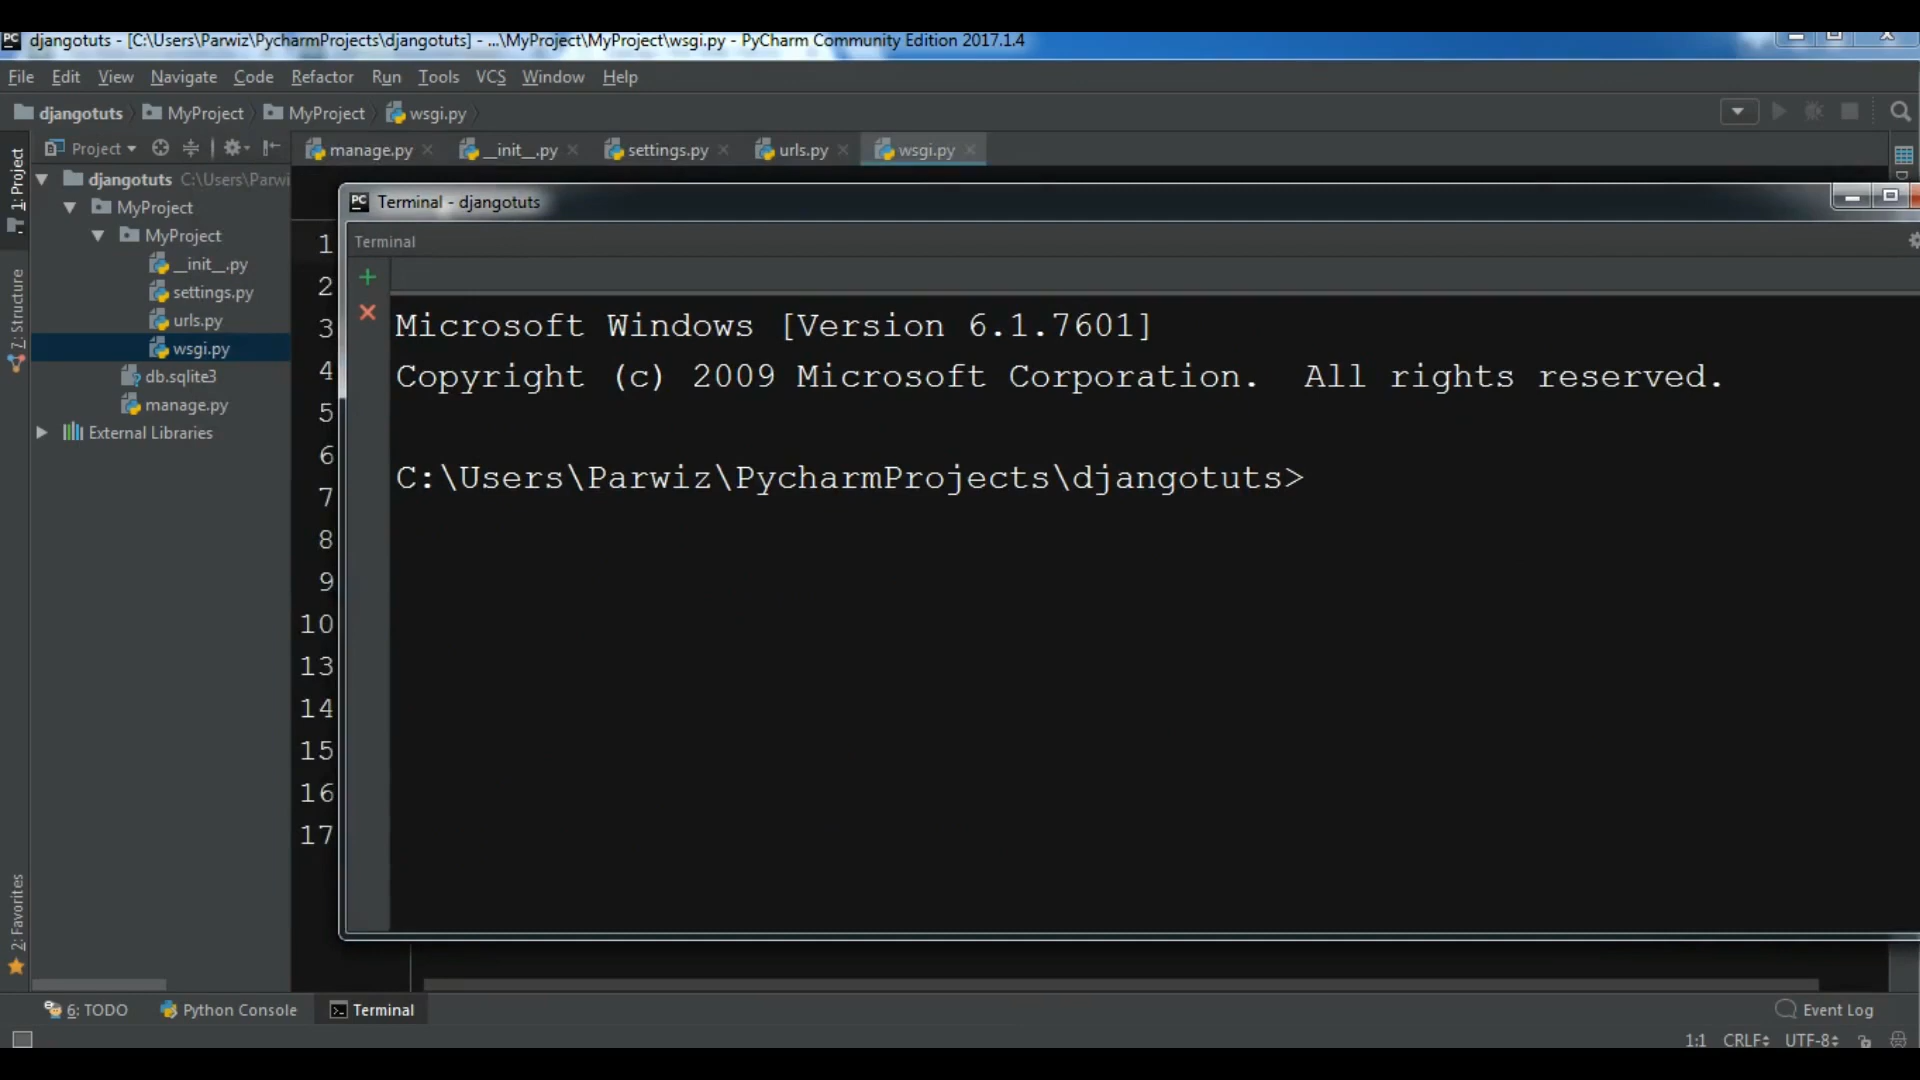 djangotuts - [C:\Users\Parwiz\PycharmProjects\djangotuts] - ...\MyProject\MyProject\wsgi.py - PyCharm Community Edition 2017.1.4
File Edit View Navigate Code Refactor Run Tools VCS Window Help
djangotuts MyProject MyProject wsgi.py
Project manage.py __init__.py settings.py urls.py wsgi.py
1: Project
7: Structure
2: Favorites
djangotuts C:\Users\Parwi
MyProject
MyProject
__init__.py
settings.py
urls.py
wsgi.py
db.sqlite3
manage.py
External Libraries
1
2
3
4
5
6
7
8
9
10
13
14
15
16
17
Terminal - djangotuts
Terminal
Microsoft Windows [Version 6.1.7601]
Copyright (c) 2009 Microsoft Corporation.  All rights reserved.
C:\Users\Parwiz\PycharmProjects\djangotuts>
6: TODO Python Console Terminal Event Log
1:1 CRLF UTF-8